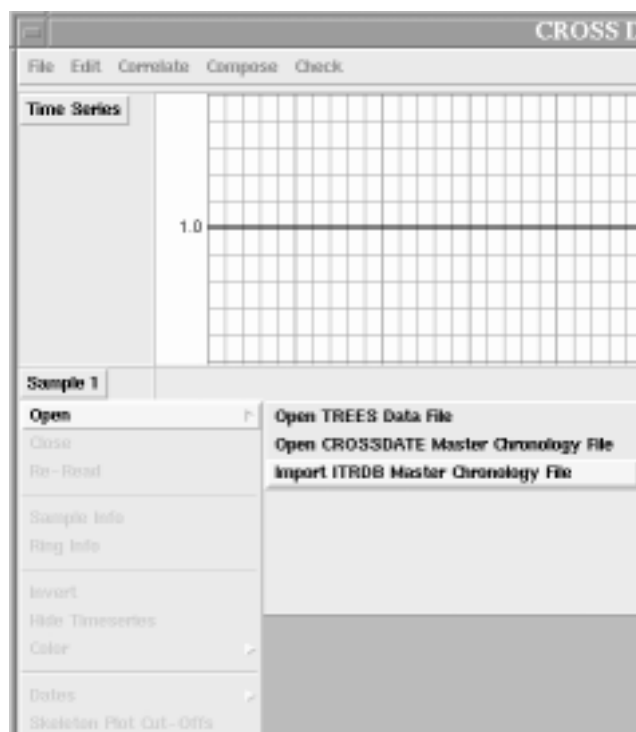 CROSS D
File Edit Correlate Compose Check
Time Series
1.0
Sample 1
Open
Open TREES Data File
Close
Open CROSSDATE Master Chronology File
Re-Read
Import ITRDB Master Chronology File
Sample Info
Ring Info
Invert
Hide Timeseries
Color
Dates
Skeleton Plot Cut-Offs